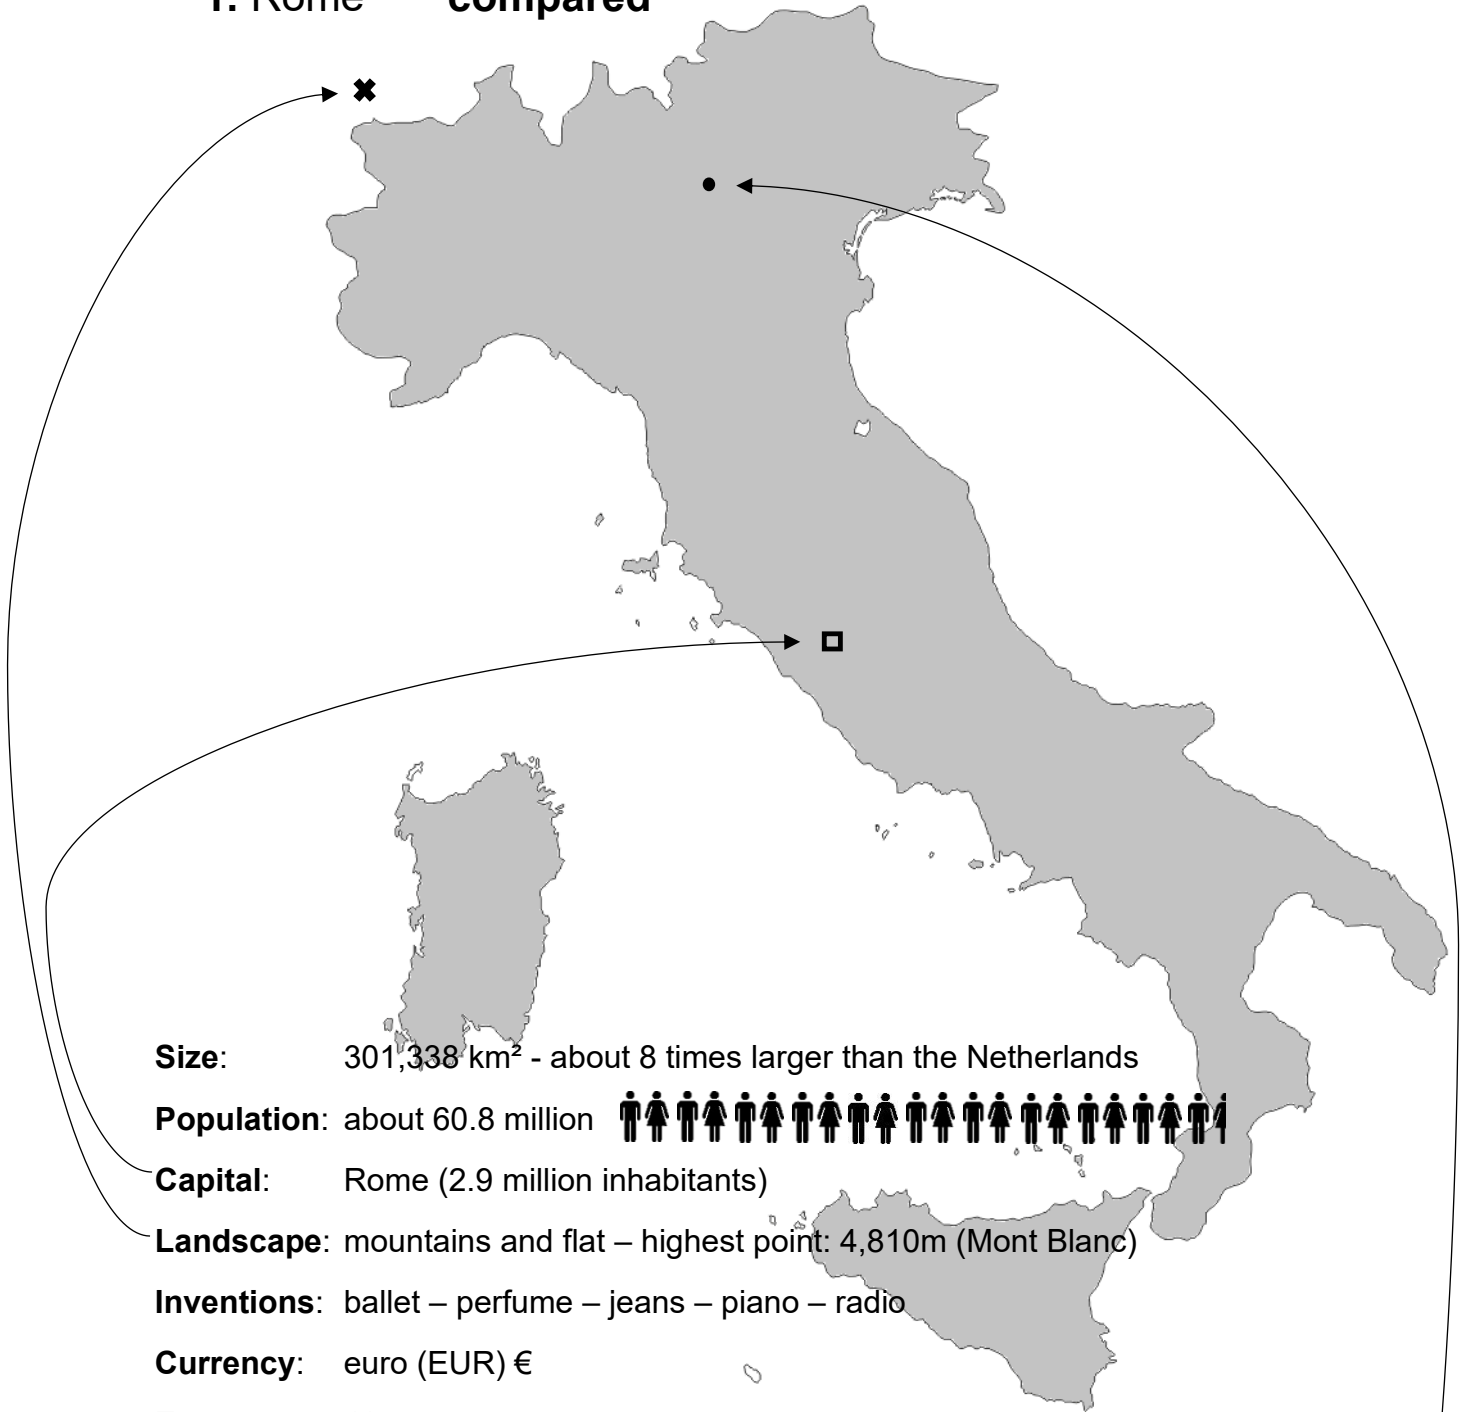 1. Rome compared
Size: 301,338 km² - about 8 times larger than the Netherlands
Population: about 60.8 million
Capital: Rome (2.9 million inhabitants)
Landscape: mountains and flat – highest point: 4,810m (Mont Blanc)
Inventions: ballet – perfume – jeans – piano – radio
Currency: euro (EUR) €